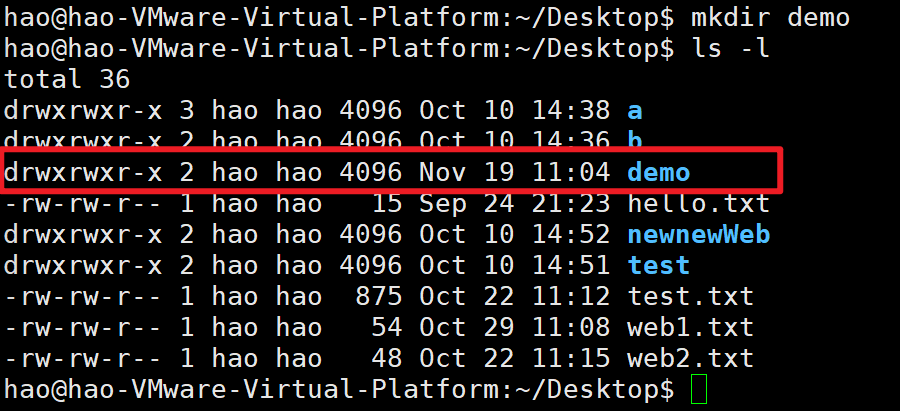 hao@hao-VMware-Virtual-Platform:~/Desktop$ mkdir demo
hao@hao-VMware-Virtual-Platform:~/Desktop$ ls -l
total 36
drwxrwxr-x 3 hao hao 4096 Oct 10 14:38 a
drwxrwxr-x 2 hao hao 4096 Oct 10 14:36 b
drwxrwxr-x 2 hao hao 4096 Nov 19 11:04 demo
-rw-rw-r-- 1 hao hao   15 Sep 24 21:23 hello.txt
drwxrwxr-x 2 hao hao 4096 Oct 10 14:52 newnewWeb
drwxrwxr-x 2 hao hao 4096 Oct 10 14:51 test
-rw-rw-r-- 1 hao hao  875 Oct 22 11:12 test.txt
-rw-rw-r-- 1 hao hao   54 Oct 29 11:08 web1.txt
-rw-rw-r-- 1 hao hao   48 Oct 22 11:15 web2.txt
hao@hao-VMware-Virtual-Platform:~/Desktop$